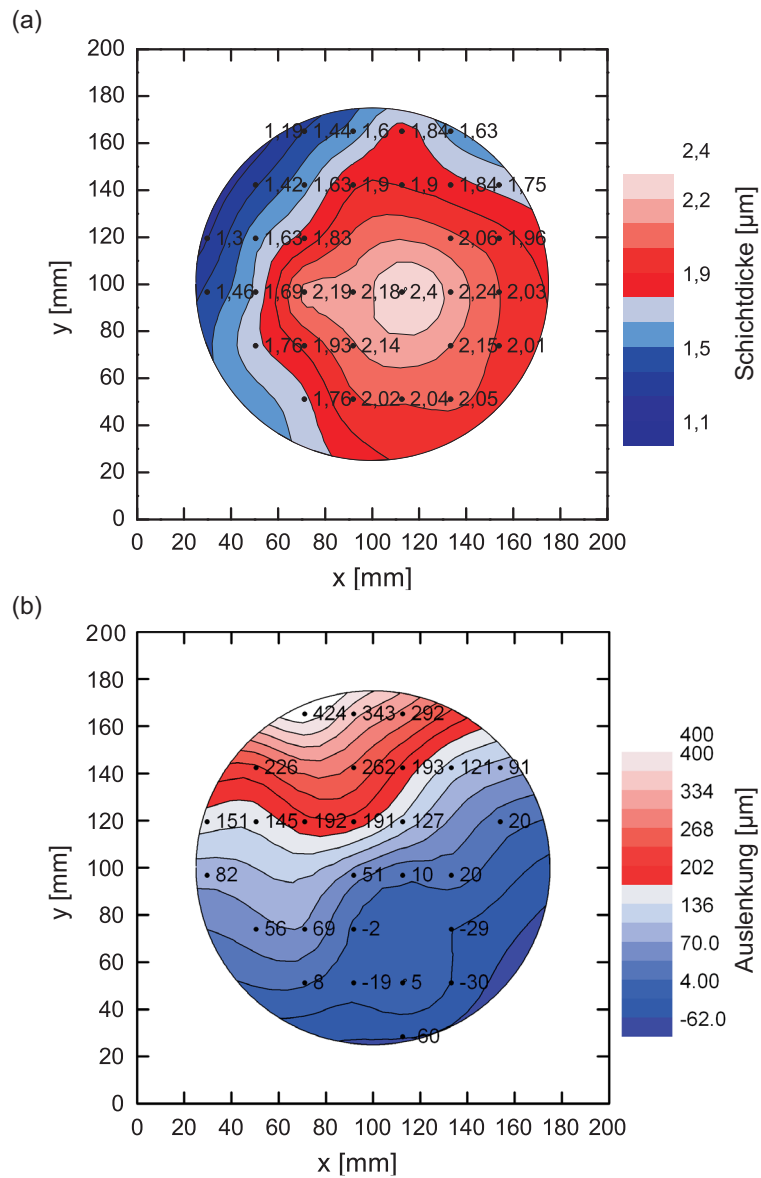 (a)
200
180
160
140
120
100
80
60
40
20
0
y [mm]
1,19 1,44 1,6 1,84 1,63
1,42 1,63 1,9 1,9 1,84 1,75
1,3 1,63 1,83 2,06 1,96
1,46 1,69 2,19 2,18 2,4 2,24 2,03
1,76 1,93 2,14 2,15 2,01
1,76 2,02 2,04 2,05
0 20 40 60 80 100 120 140 160 180 200
x [mm]
2,4
2,2
1,9
1,5
1,1
Schichtdicke [µm]
(b)
200
180
160
140
120
100
80
60
40
20
0
y [mm]
424 343 292
226 262 193 121 91
151 145 192 191 127 20
82 51 10 20
56 69 -2 -29
8 -19 5 -30
-60
0 20 40 60 80 100 120 140 160 180 200
x [mm]
400
400
334
268
202
136
70.0
4.00
-62.0
Auslenkung [µm]